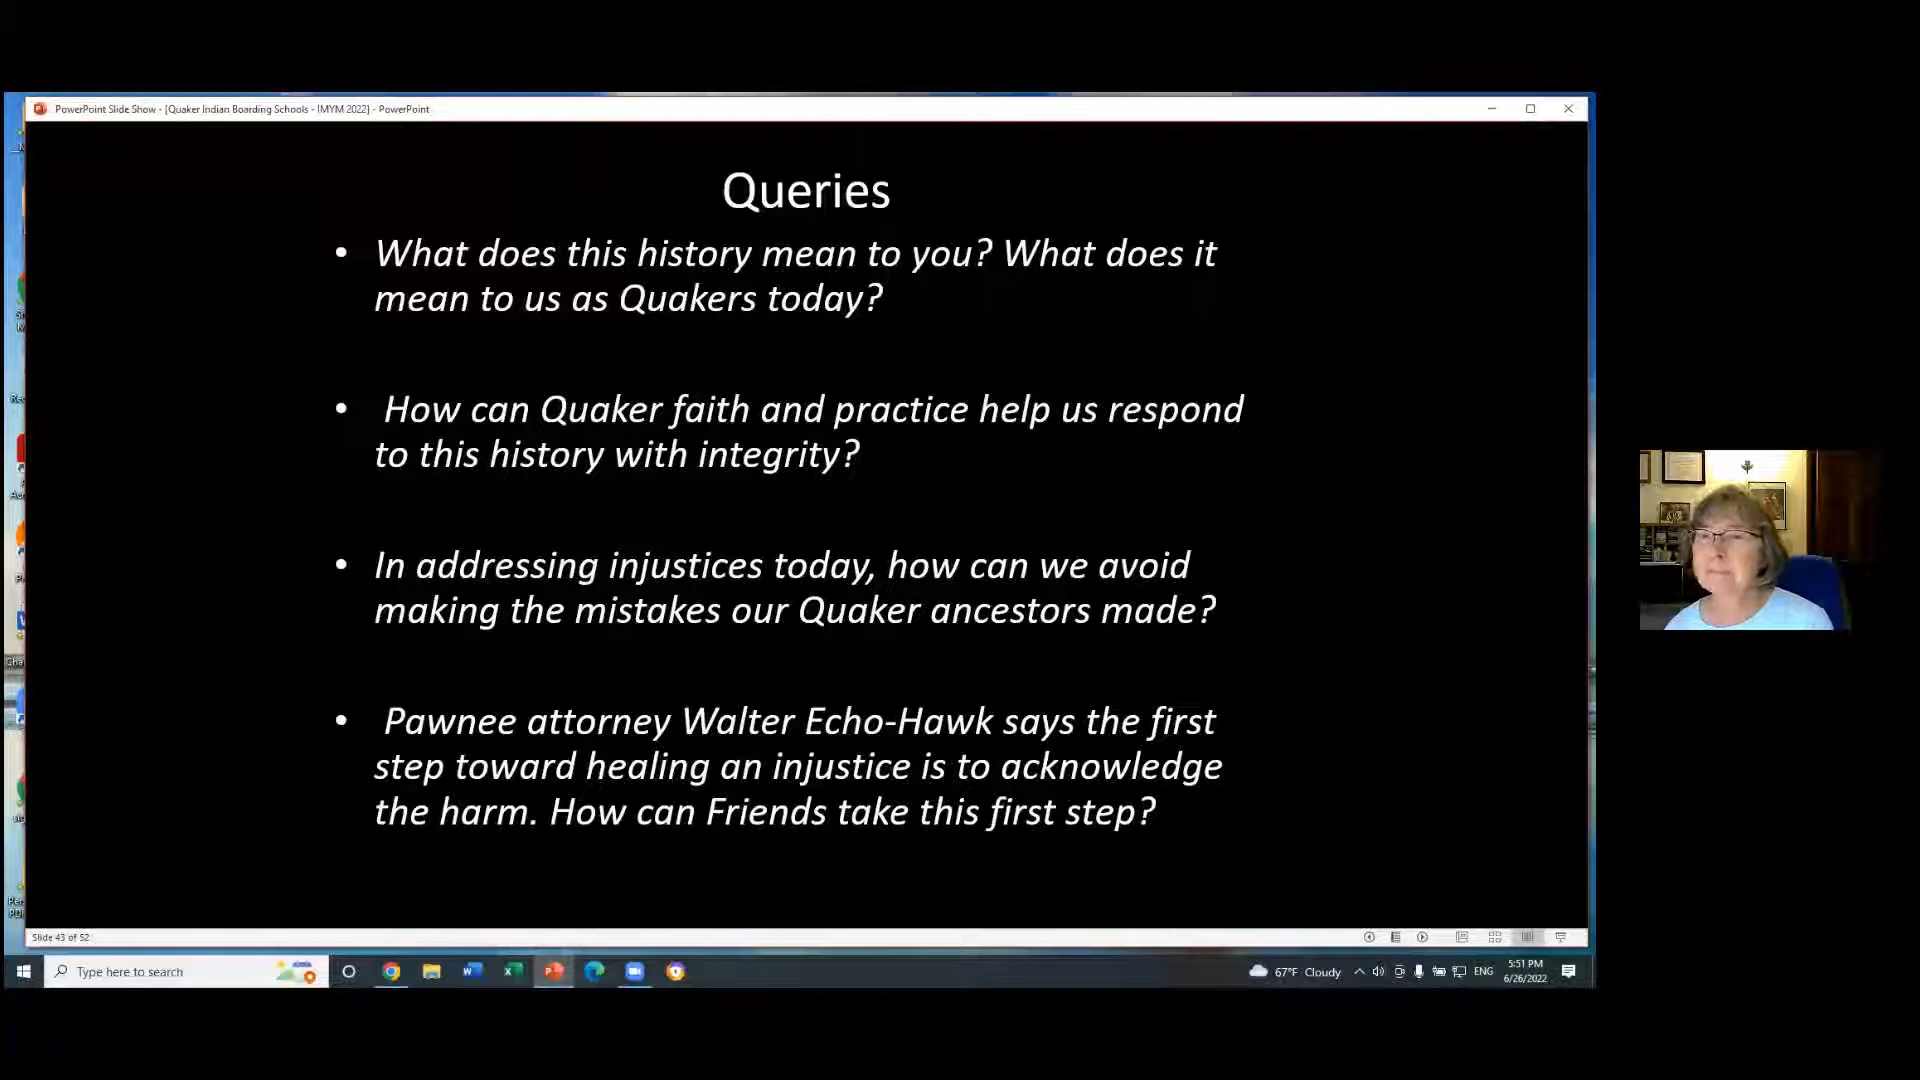 PowerPoint Slide Show - [Quaker Indian Boarding Schools - IMYM 2022] - PowerPoint
Queries
• What does this history mean to you? What does it
mean to us as Quakers today?
• How can Quaker faith and practice help us respond
to this history with integrity?
• In addressing injustices today, how can we avoid
making the mistakes our Quaker ancestors made?
• Pawnee attorney Walter Echo-Hawk says the first
step toward healing an injustice is to acknowledge
the harm. How can Friends take this first step?
Slide 43 of 52
Type here to search
67°F Cloudy
ENG
5:51 PM
6/26/2022